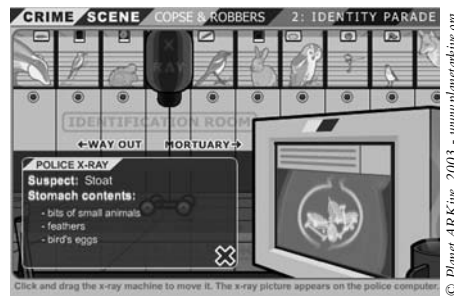 CRIME SCENE COPSE & ROBBERS 2: IDENTITY PARADE
X RAY
IDENTIFICATION ROOM
←WAY OUT MORTUARY→
POLICE X-RAY
Suspect: Stoat
Stomach contents:
- bits of small animals
- feathers
- bird's eggs
Click and drag the x-ray machine to move it. The x-ray picture appears on the police computer.
© Planet ARKive, 2003 - www.planetarkive.org